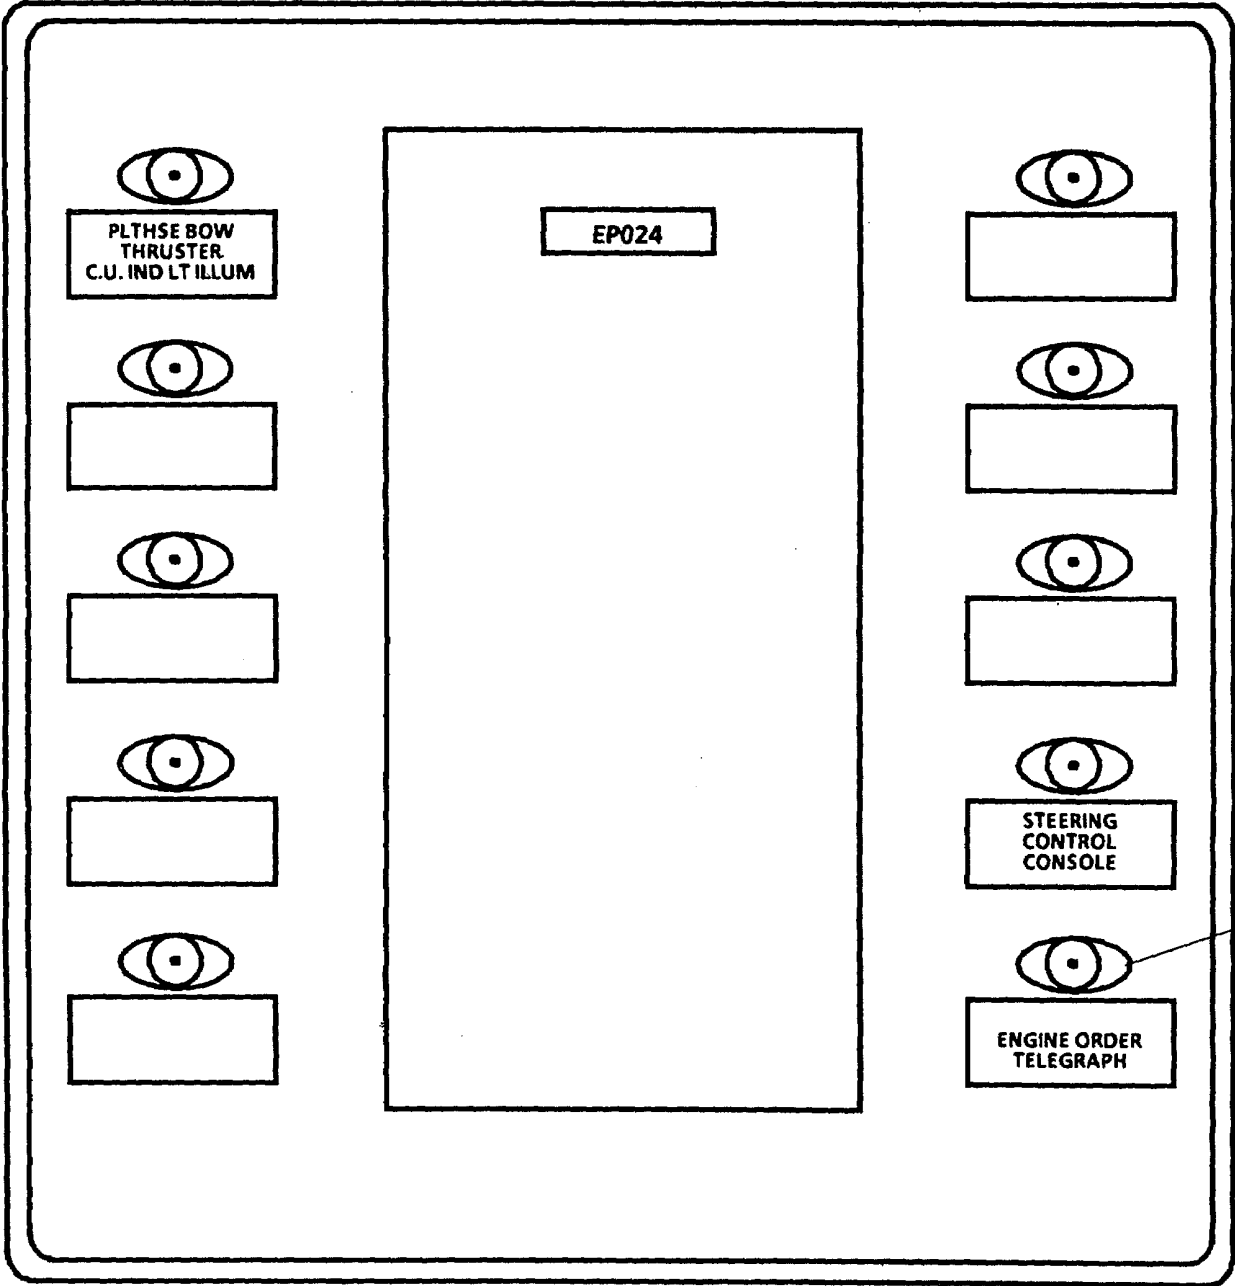 PLTHSE BOW
THRUSTER
C.U. IND LT ILLUM
EP024
STEERING
CONTROL
CONSOLE
ENGINE ORDER
TELEGRAPH